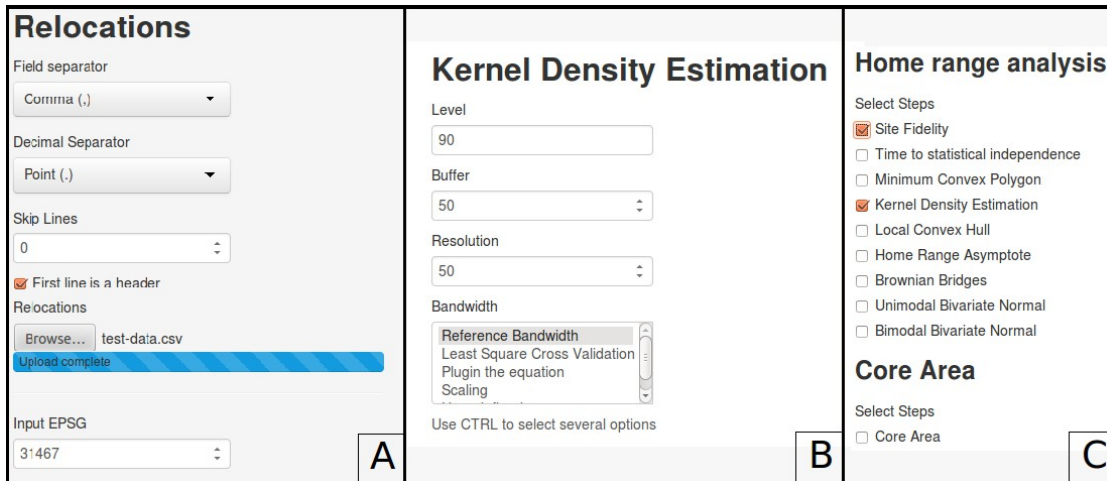 Relocations
Field separator
Comma (,)
Decimal Separator
Point (.)
Skip Lines
0
First line is a header
Relocations
Browse... test-data.csv
Upload complete
Input EPSG
31467
A
Kernel Density Estimation
Level
90
Buffer
50
Resolution
50
Bandwidth
Reference Bandwidth
Least Square Cross Validation
Plugin the equation
Scaling
Use CTRL to select several options
B
Home range analysis
Select Steps
Site Fidelity
Time to statistical independence
Minimum Convex Polygon
Kernel Density Estimation
Local Convex Hull
Home Range Asymptote
Brownian Bridges
Unimodal Bivariate Normal
Bimodal Bivariate Normal
Core Area
Select Steps
Core Area
C